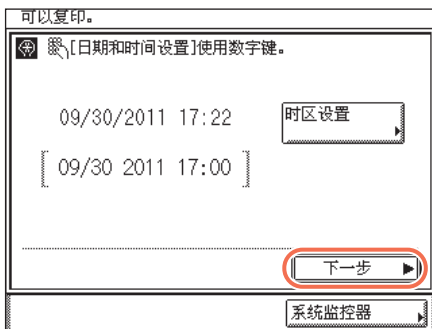 可以复印。
[日期和时间设置]使用数字键。
09/30/2011 17:22
时区设置
[ 09/30 2011 17:00 ]
下一步
系统监控器